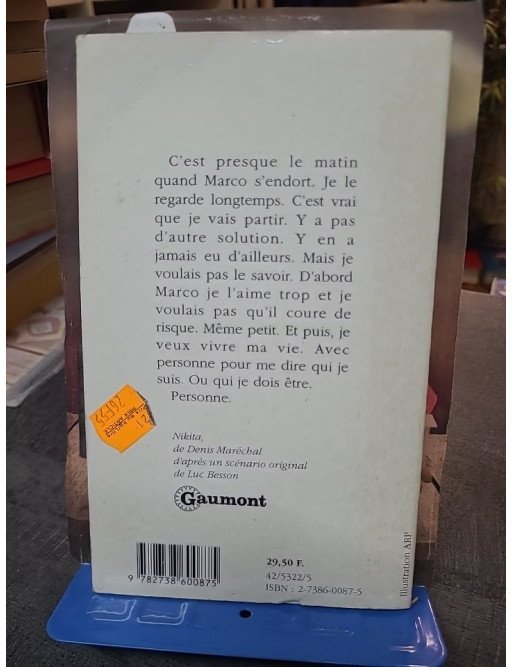 C'est presque le matin
quand Marco s'endort. Je le
regarde longtemps. C'est vrai
que je vais partir. Y a pas
d'autre solution. Y en a
jamais eu d'ailleurs. Mais je
voulais pas le savoir. D'abord
Marco je l'aime trop et je
voulais pas qu'il coure de
risque. Même petit. Et puis, je
veux vivre ma vie. Avec
personne pour me dire qui je
suis. Ou qui je dois être.
Personne.
Nikita,
de Denis Maréchal
d'après un scénario original
de Luc Besson
Gaumont
29,50 F.
42/5322/5
ISBN : 2-7386-0087-5
9 782738 600875
Illustration ARP